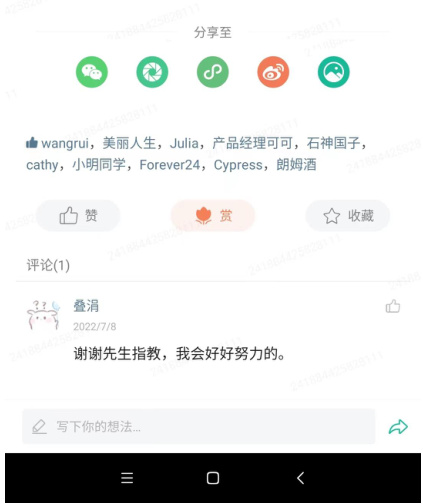 分享至
wangrui，美丽人生，Julia，产品经理可可，石神国子，
cathy，小明同学，Forever24，Cypress，朗姆酒
赞
赏
收藏
评论(1)
叠涓
2022/7/8
谢谢先生指教，我会好好努力的。
写下你的想法...